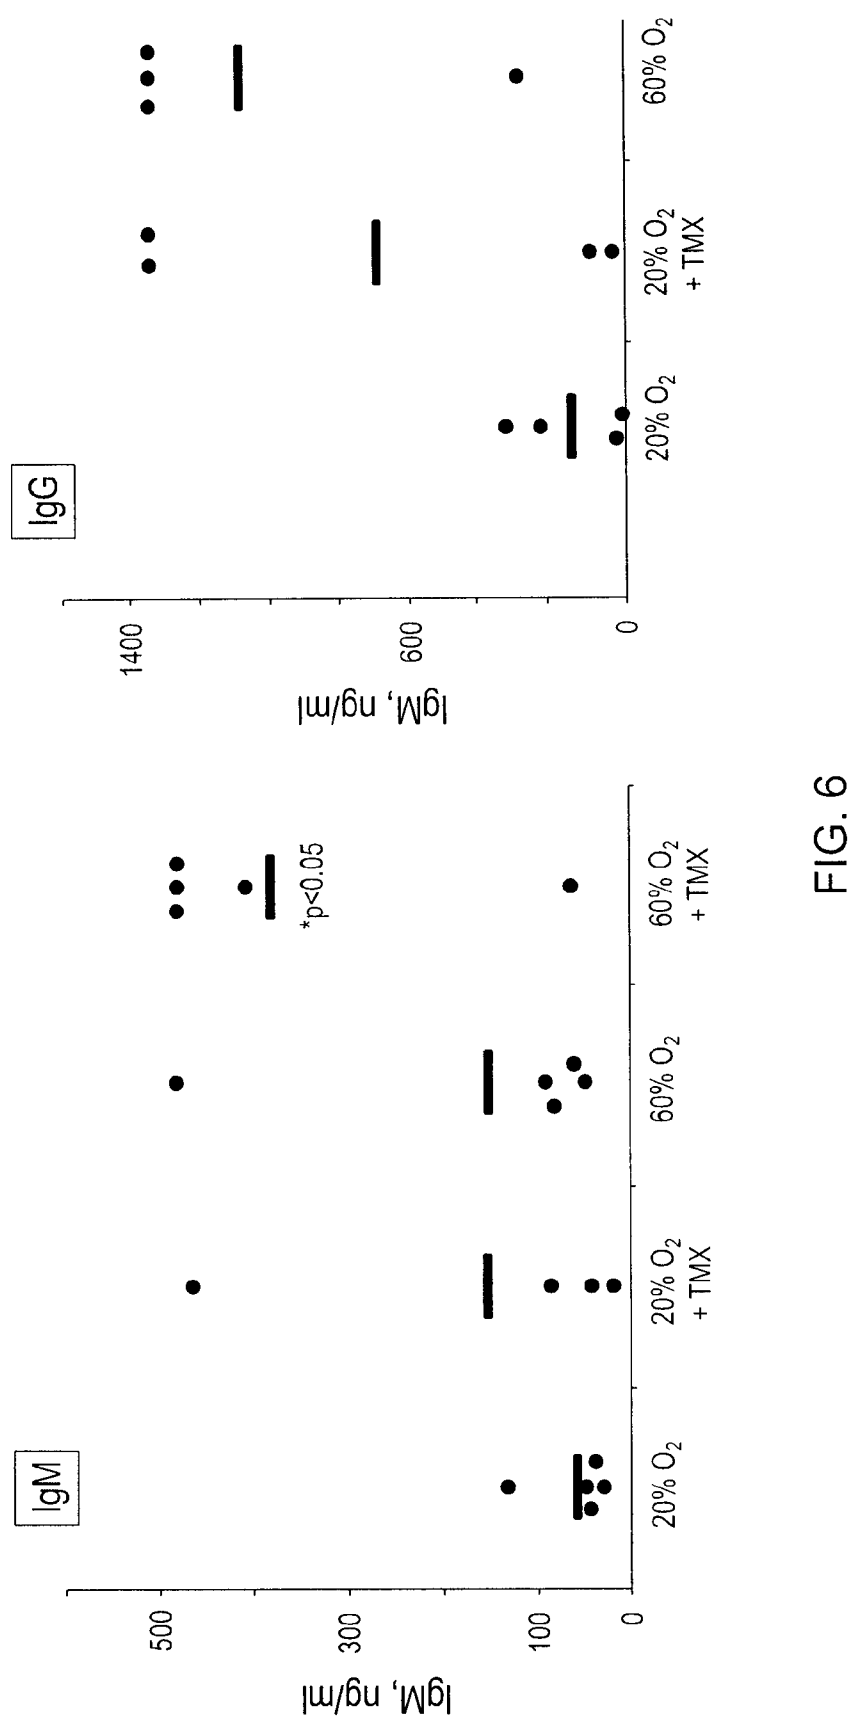 IgM
IgM, ng/ml
500
300
100
0
20% O2
20% O2
+ TMX
60% O2
60% O2
+ TMX
*p<0.05
IgG
IgM, ng/ml
1400
600
0
20% O2
20% O2
+ TMX
60% O2
FIG. 6